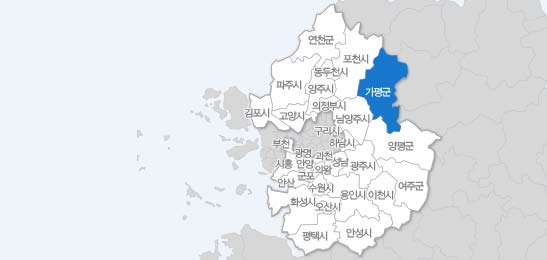 연천군
포천시
동두천시
가평군
파주시
양주시
의정부시
김포시
고양시
남양주시
구리시
하남시
부천
양평군
광명
과천
시흥
안양
성남
의왕
광주시
군포
안산
수원시
여주군
용인시
이천시
화성시
오산시
평택시
안성시